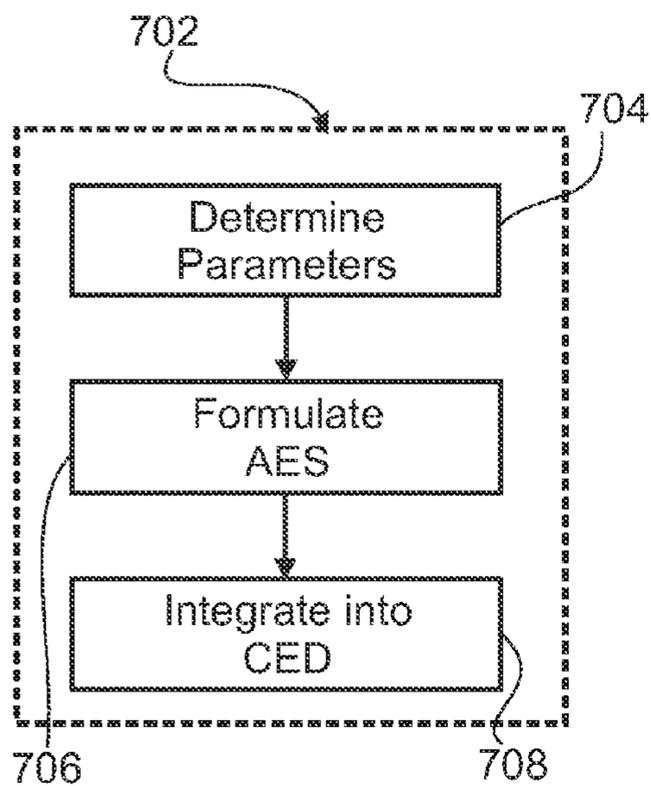 702
704
Determine
Parameters
Formulate
AES
Integrate into
CED
706
708